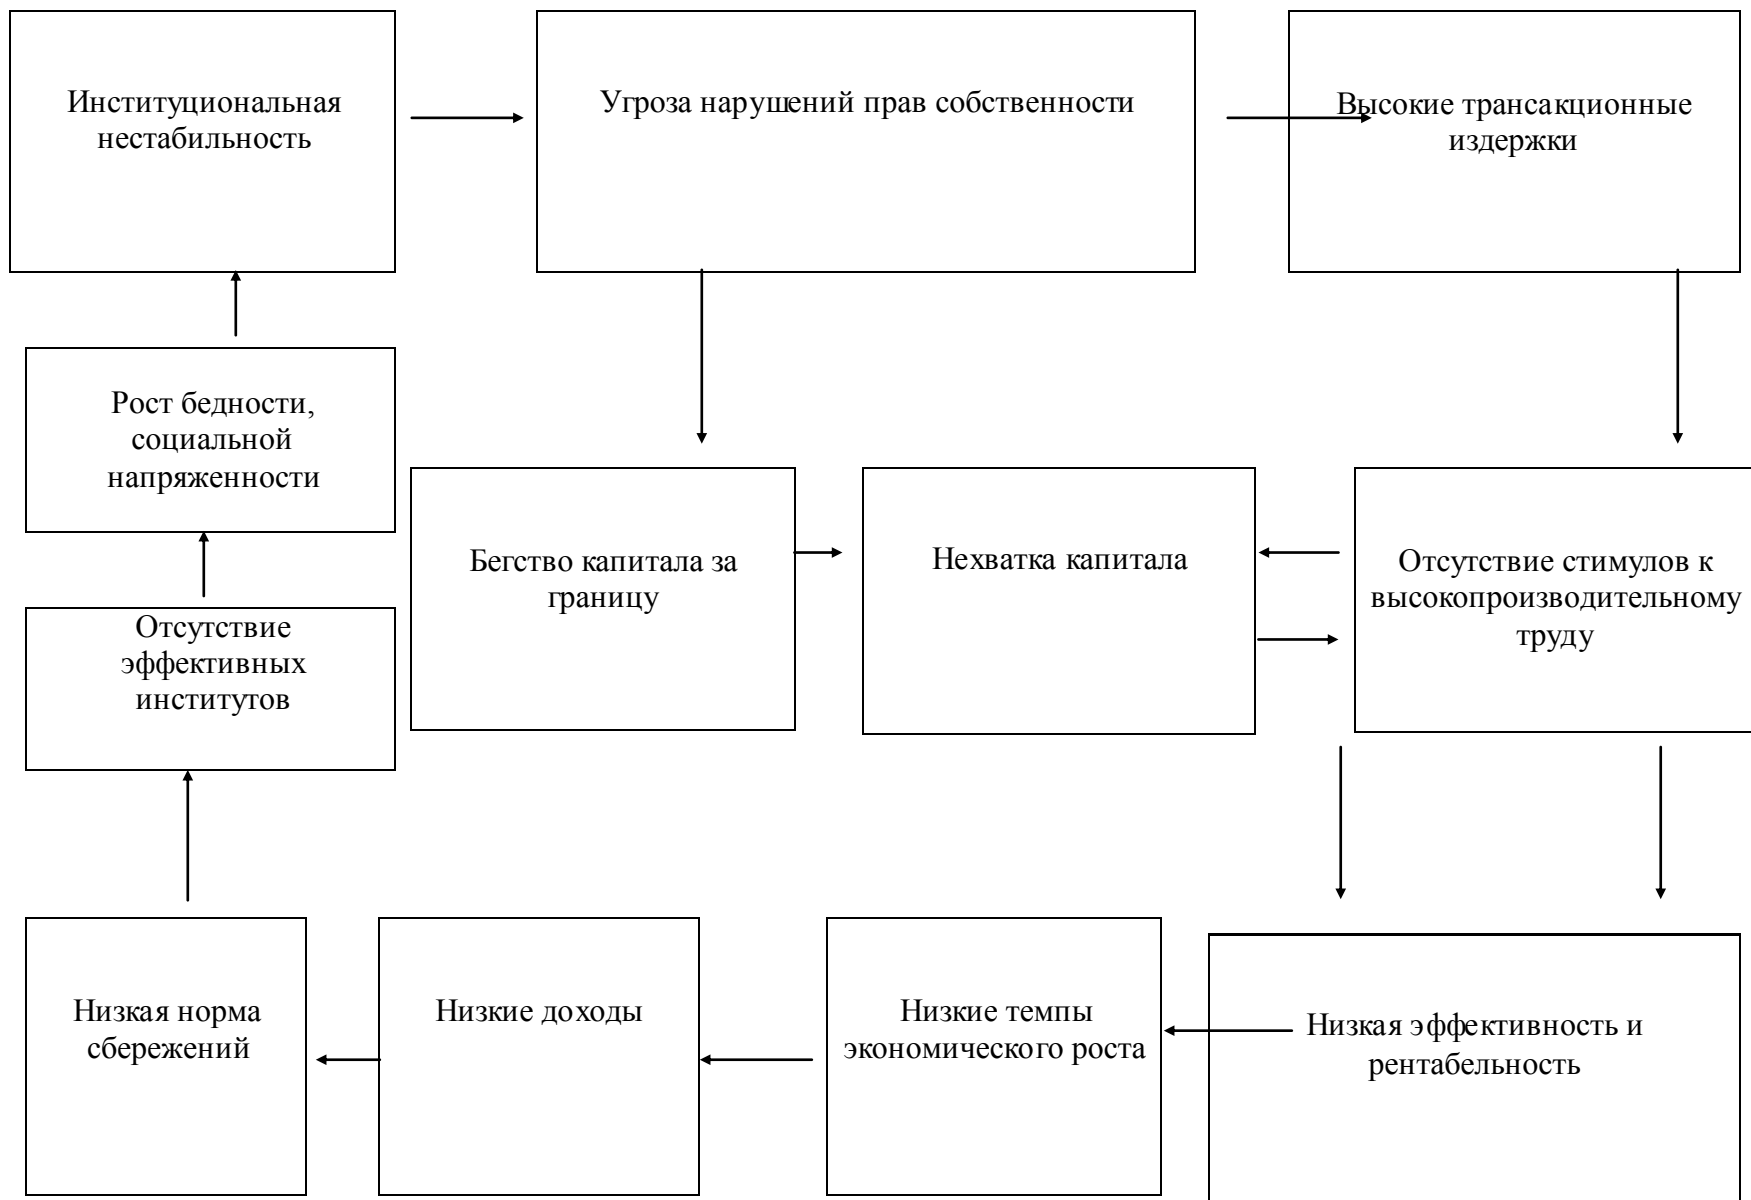 Институциональная
нестабильность
Угроза нарушений прав собственности
Высокие трансакционные
издержки
Рост бедности,
социальной
напряженности
Бегство капитала за
границу
Нехватка капитала
Отсутствие стимулов к
высокопроизводительному
труду
Отсутствие
эффективных
институтов
Низкая норма
сбережений
Низкие доходы
Низкие темпы
экономического роста
Низкая эффективность и
рентабельность